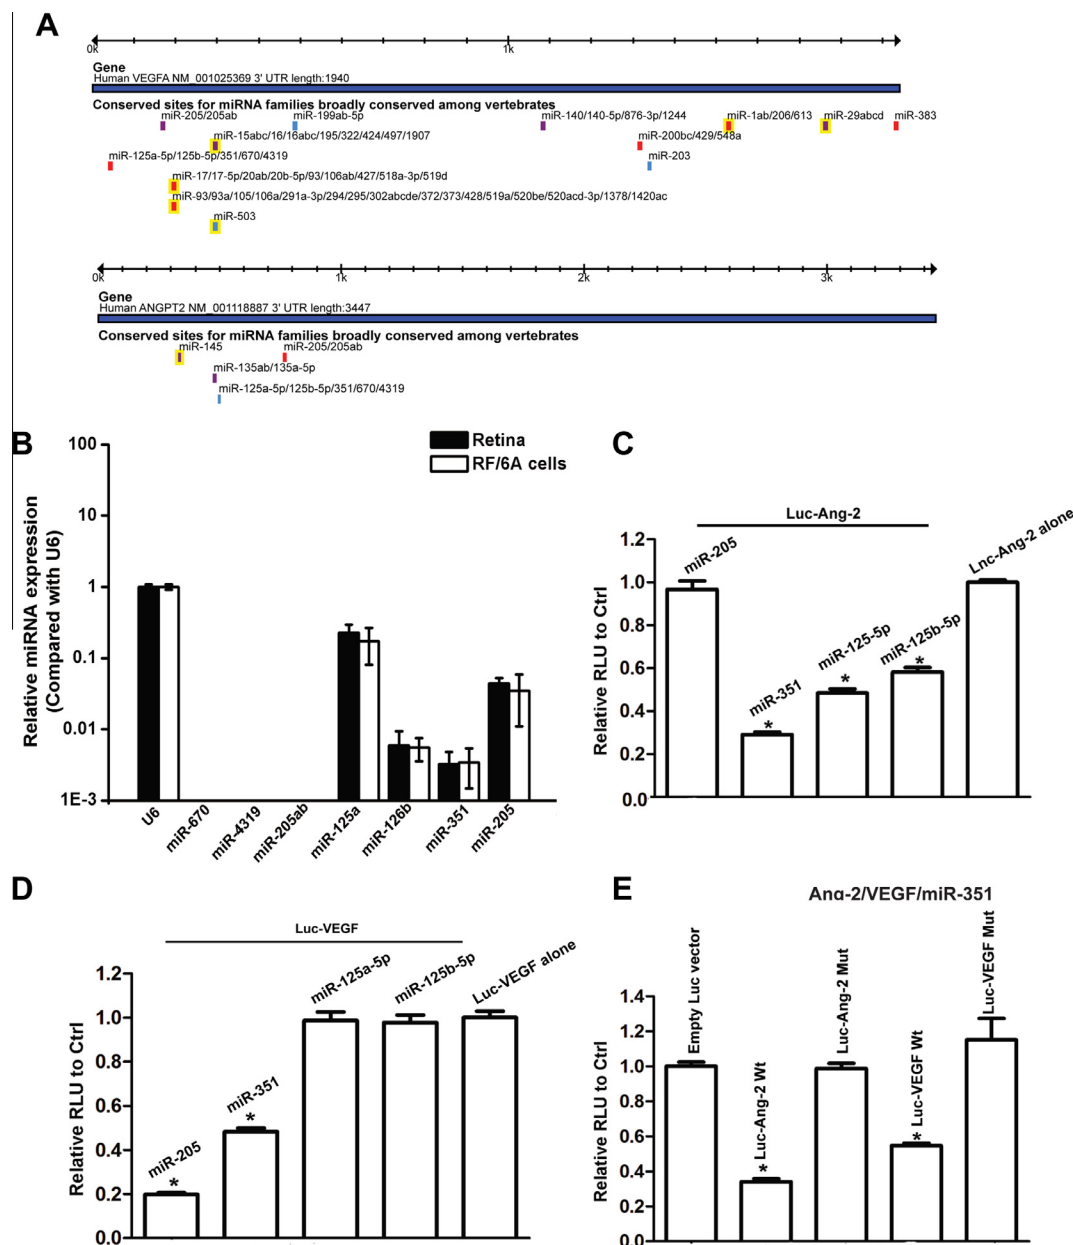 A
0k 1k
Gene
Human VEGFA NM_001025369 3' UTR length:1940
Conserved sites for miRNA families broadly conserved among vertebrates
miR-205/205ab miR-199ab-5p miR-140/140-5p/876-3p/1244 miR-1ab/206/613 miR-29abcd miR-383
miR-15abc/16/16abc/195/322/424/497/1907 miR-200bc/429/548a
miR-125a-5p/125b-5p/351/670/4319 miR-203
miR-17/17-5p/20ab/20b-5p/93/106ab/427/518a-3p/519d
miR-93/93a/105/106a/291a-3p/294/295/302abcde/372/373/428/519a/520be/520acd-3p/1378/1420ac
miR-503
0k 1k 2k 3k
Gene
Human ANGPT2 NM_001118887 3' UTR length:3447
Conserved sites for miRNA families broadly conserved among vertebrates
miR-145 miR-205/205ab
miR-135ab/135a-5p
miR-125a-5p/125b-5p/351/670/4319
B
Relative miRNA expression
(Compared with U6)
100
10
1
0.1
0.01
1E-3
Retina
RF/6A cells
U6 miR-670 miR-4319 miR-205ab miR-125a miR-126b miR-351 miR-205
C
Luc-Ang-2
Relative RLU to Ctrl
1.2
1.0
0.8
0.6
0.4
0.2
0.0
miR-205
miR-351
*
miR-125-5p
*
miR-125b-5p
*
Lnc-Ang-2 alone
D
Luc-VEGF
Relative RLU to Ctrl
1.2
1.0
0.8
0.6
0.4
0.2
0.0
miR-205
*
miR-351
*
miR-125a-5p
miR-125b-5p
Luc-VEGF alone
E
Ang-2/VEGF/miR-351
Relative RLU to Ctrl
1.4
1.2
1.0
0.8
0.6
0.4
0.2
0.0
Empty Luc vector
* Luc-Ang-2 Wt
Luc-Ang-2 Mut
* Luc-VEGF Wt
Luc-VEGF Mut